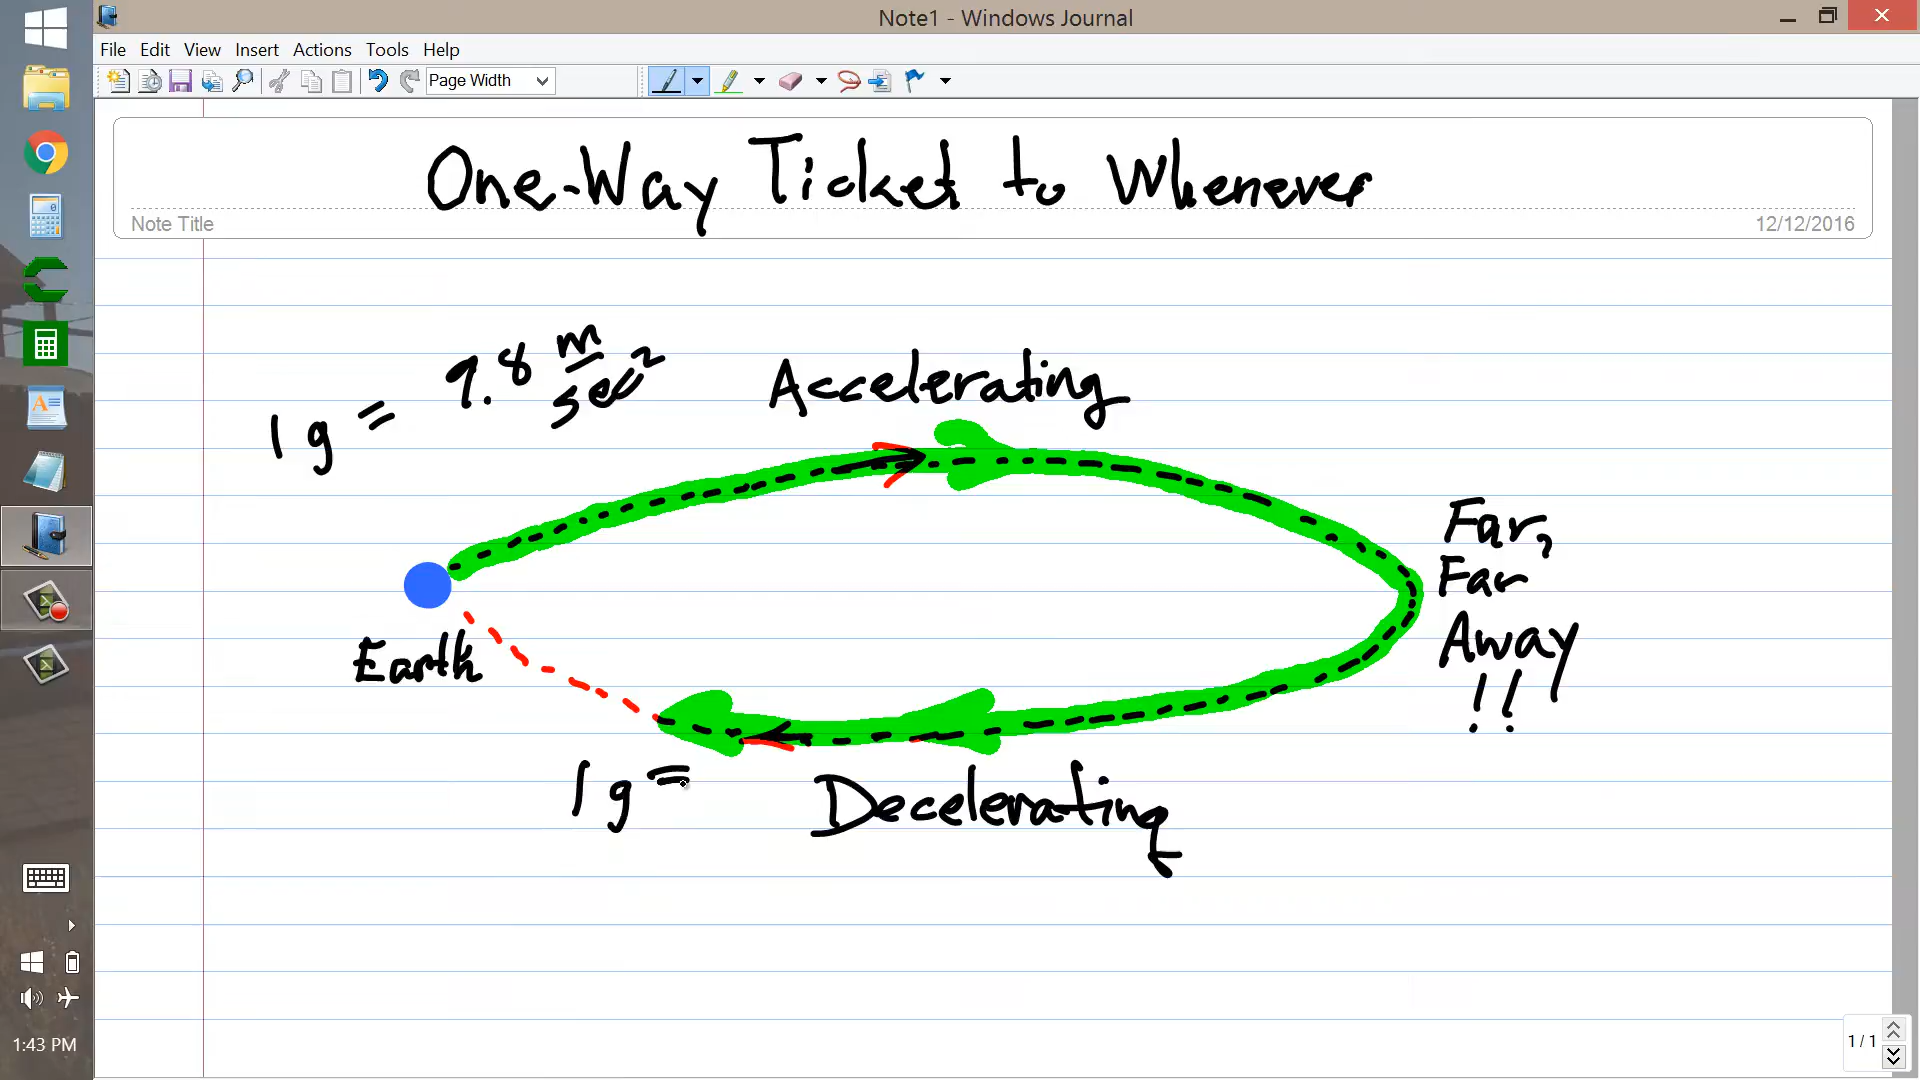 Note1 - Windows Journal
File Edit View Insert Actions Tools Help
Page Width
One-Way Ticket to Whenever
Note Title
12/12/2016
1 g = 9.8 m/sec²
Accelerating
Far,
Far
Away
!!
Earth
1 g =
Decelerating
1:43 PM
1 / 1